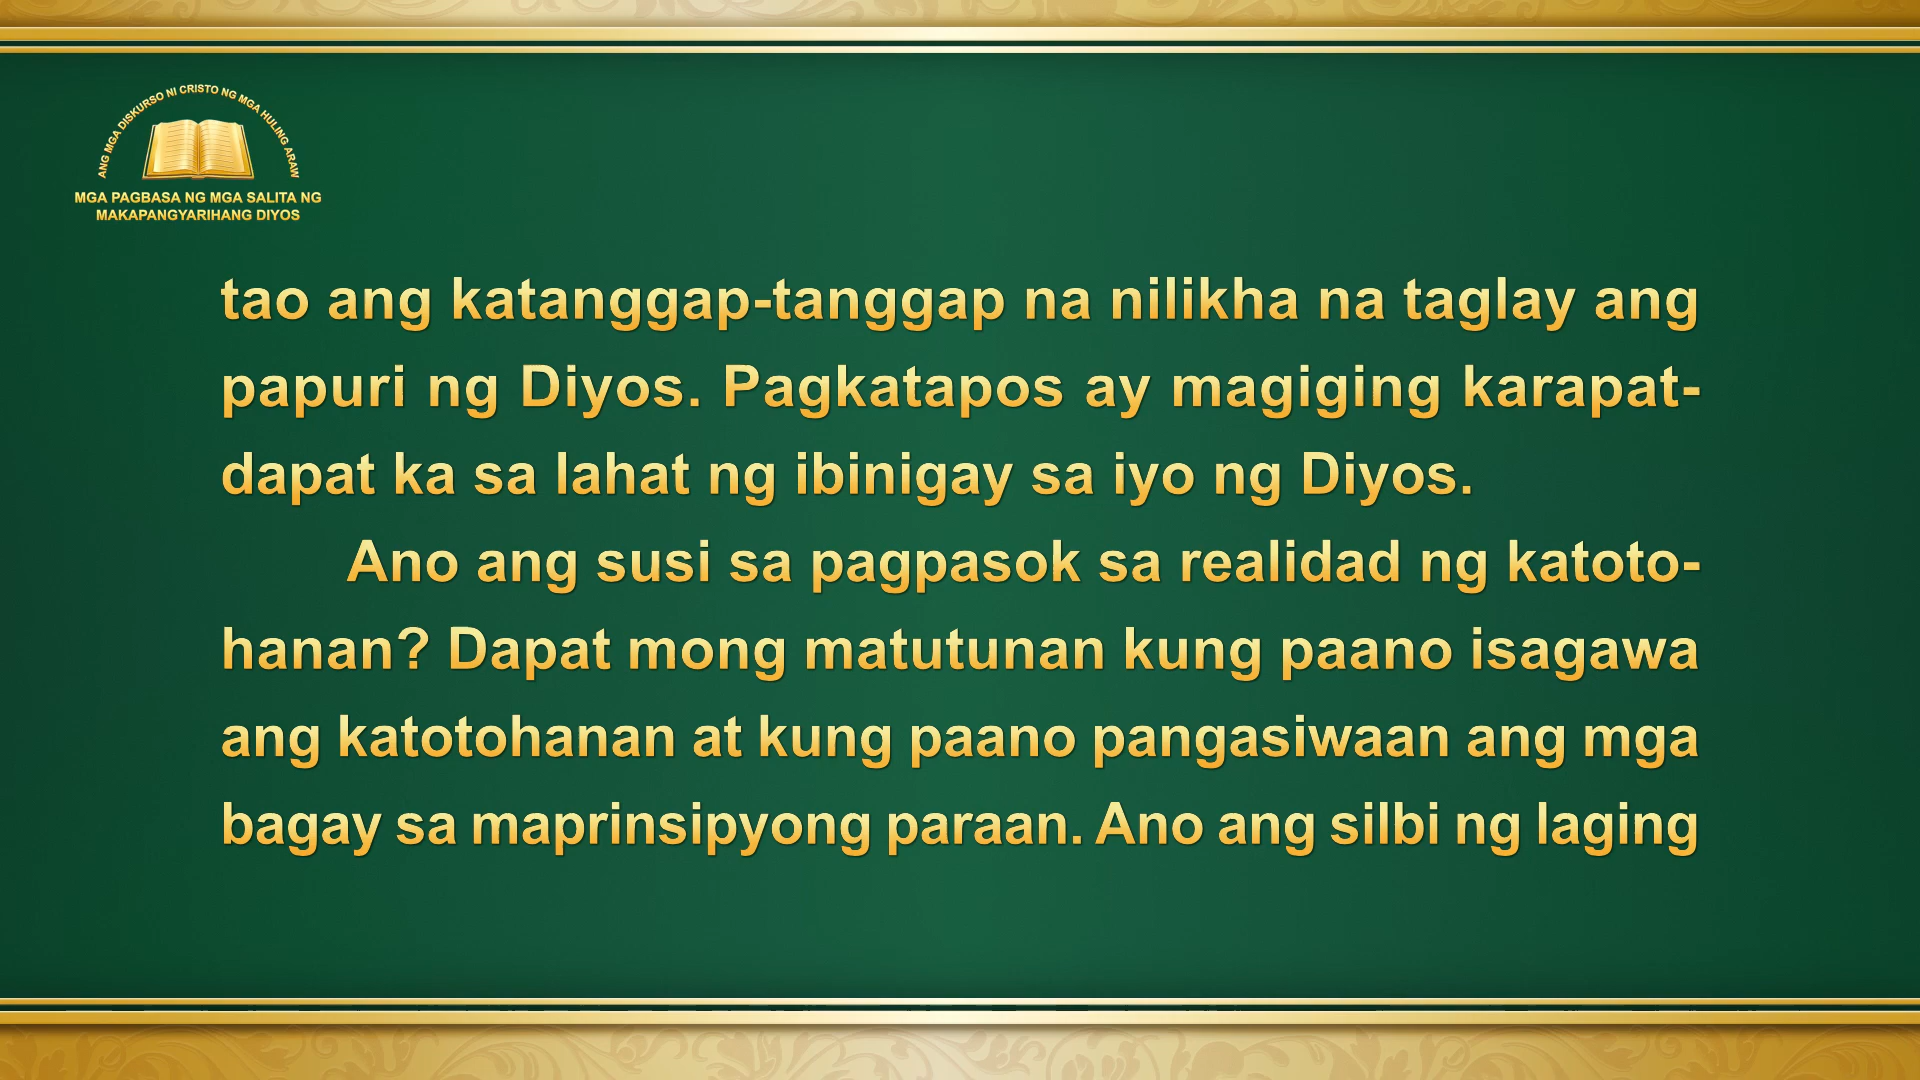 ANG MGA DISKURSO NI CRISTO NG MGA HULING ARAW
MGA PAGBASA NG MGA SALITA NG
MAKAPANGYARIHANG DIYOS
tao ang katanggap-tanggap na nilikha na taglay ang
papuri ng Diyos. Pagkatapos ay magiging karapat-
dapat ka sa lahat ng ibinigay sa iyo ng Diyos.
Ano ang susi sa pagpasok sa realidad ng katoto-
hanan? Dapat mong matutunan kung paano isagawa
ang katotohanan at kung paano pangasiwaan ang mga
bagay sa maprinsipyong paraan. Ano ang silbi ng laging